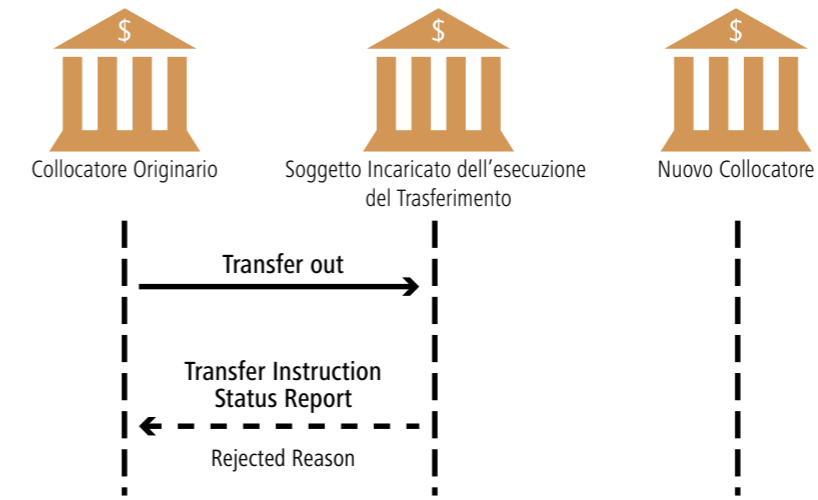 $ $ $
Collocatore Originario
Soggetto Incaricato dell'esecuzione
del Trasferimento
Nuovo Collocatore
Transfer out
Transfer Instruction
Status Report
Rejected Reason